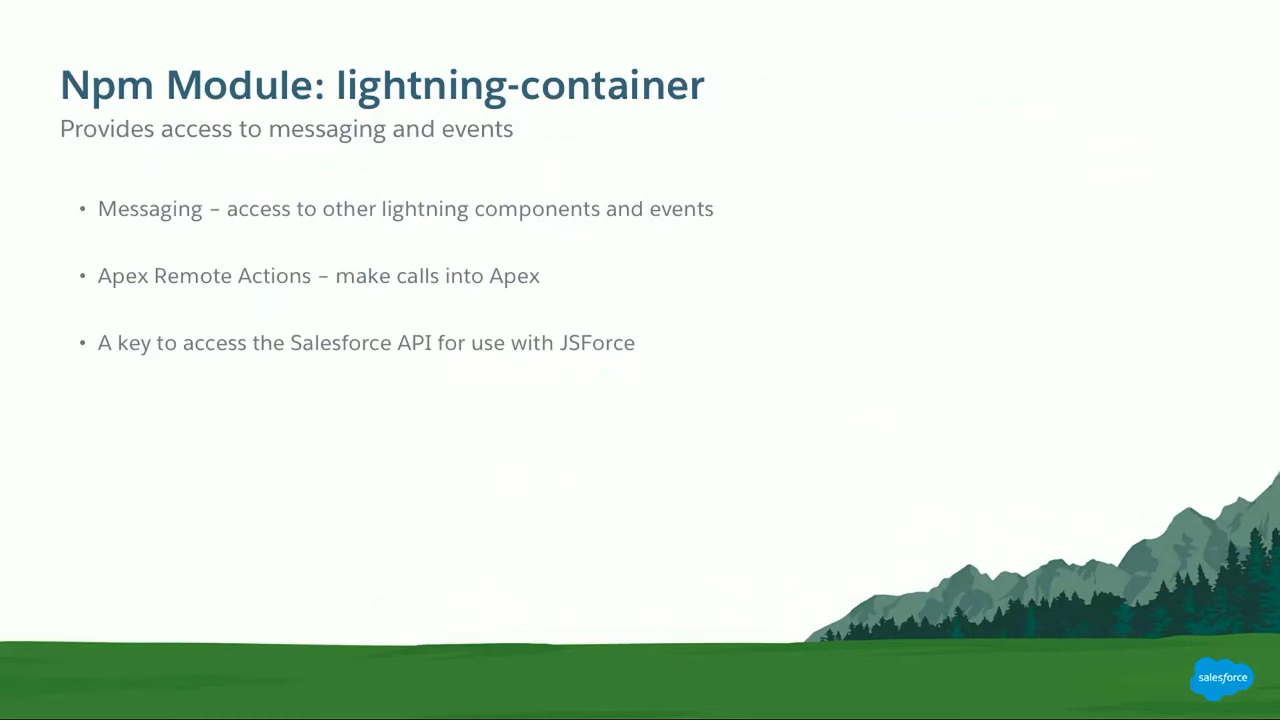 Npm Module: lightning-container
Provides access to messaging and events
• Messaging – access to other lightning components and events
• Apex Remote Actions – make calls into Apex
• A key to access the Salesforce API for use with JSForce
salesforce